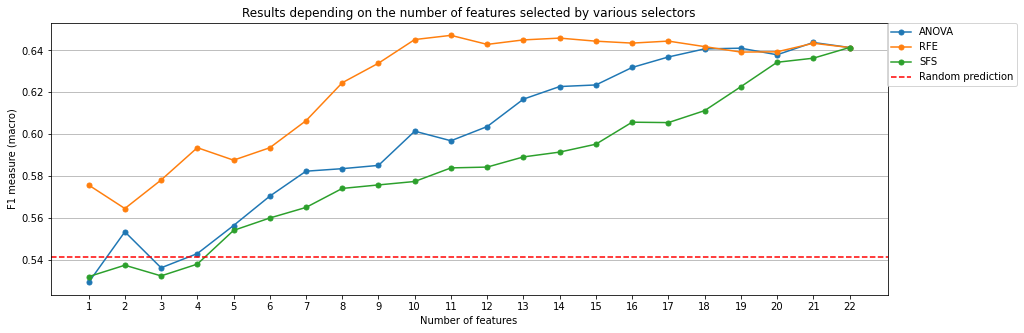 Results depending on the number of features selected by various selectors
F1 measure (macro)
0.64
0.62
0.60
0.58
0.56
0.54
1 2 3 4 5 6 7 8 9 10 11 12 13 14 15 16 17 18 19 20 21 22
Number of features
ANOVA
RFE
SFS
Random prediction